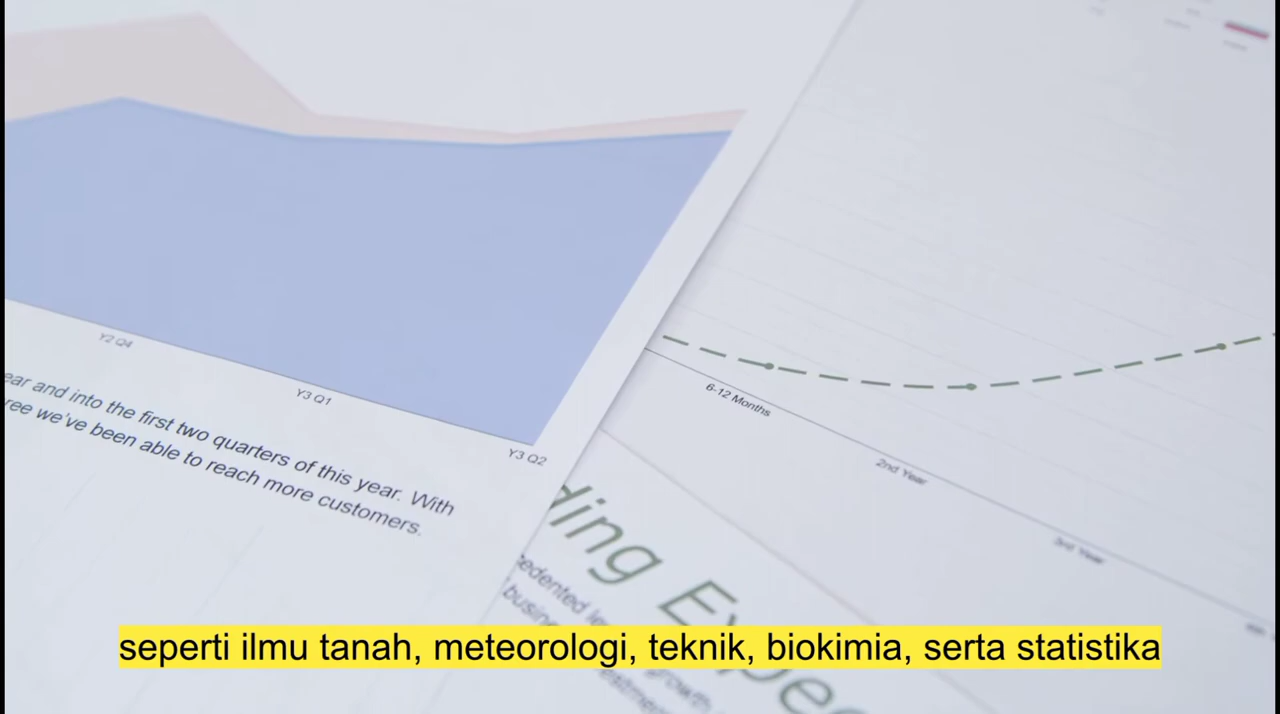 Y2 Q4
Y3 Q1
Y3 Q2
ear and into the first two quarters of this year. With
ree we've been able to reach more customers.
6-12 Months
2nd Year
3rd Year
ding
seperti ilmu tanah, meteorologi, teknik, biokimia, serta statistika